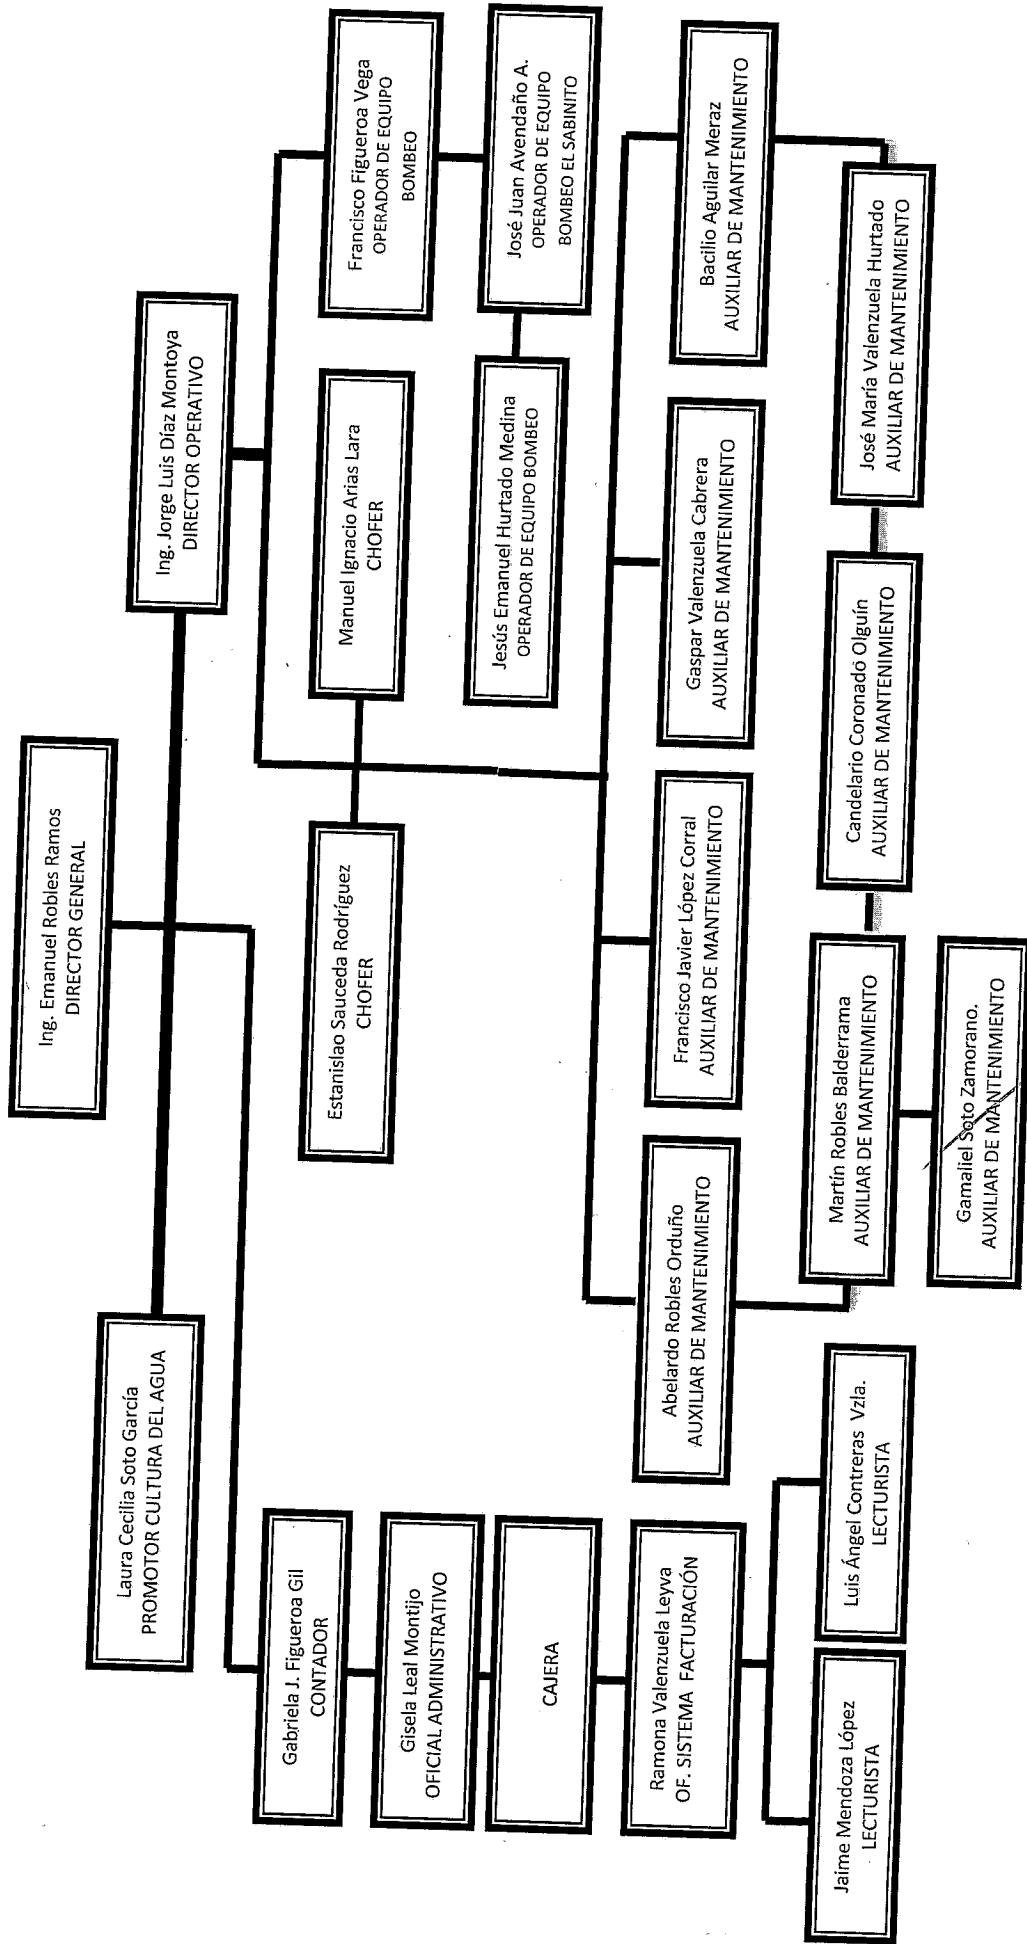 Ing. Emanuel Robles Ramos
DIRECTOR GENERAL
Laura Cecilia Soto García
PROMOTOR CULTURA DEL AGUA
Ing. Jorge Luis Díaz Montoya
DIRECTOR OPERATIVO
Gabriela J. Figueroa Gil
CONTADOR
Gisela Leal Montijo
OFICIAL ADMINISTRATIVO
CAJERA
Ramona Valenzuela Leyva
OF. SISTEMA FACTURACIÓN
Jaime Mendoza López
LECTURISTA
Luis Ángel Contreras Vzla.
LECTURISTA
Estanislao Sauceda Rodríguez
CHOFER
Manuel Ignacio Arias Lara
CHOFER
Francisco Figueroa Vega
OPERADOR DE EQUIPO
BOMBEO
Jesús Emanuel Hurtado Medina
OPERADOR DE EQUIPO BOMBEO
José Juan Avendaño A.
OPERADOR DE EQUIPO
BOMBEO EL SABINITO
Abelardo Robles Orduño
AUXILIAR DE MANTENIMIENTO
Francisco Javier López Corral
AUXILIAR DE MANTENIMIENTO
Gaspar Valenzuela Cabrera
AUXILIAR DE MANTENIMIENTO
Bacilio Aguilar Meraz
AUXILIAR DE MANTENIMIENTO
Martín Robles Balderrama
AUXILIAR DE MANTENIMIENTO
Candelario Coronado Olguín
AUXILIAR DE MANTENIMIENTO
José María Valenzuela Hurtado
AUXILIAR DE MANTENIMIENTO
Gamaliel Soto Zamorano.
AUXILIAR DE MANTENIMIENTO